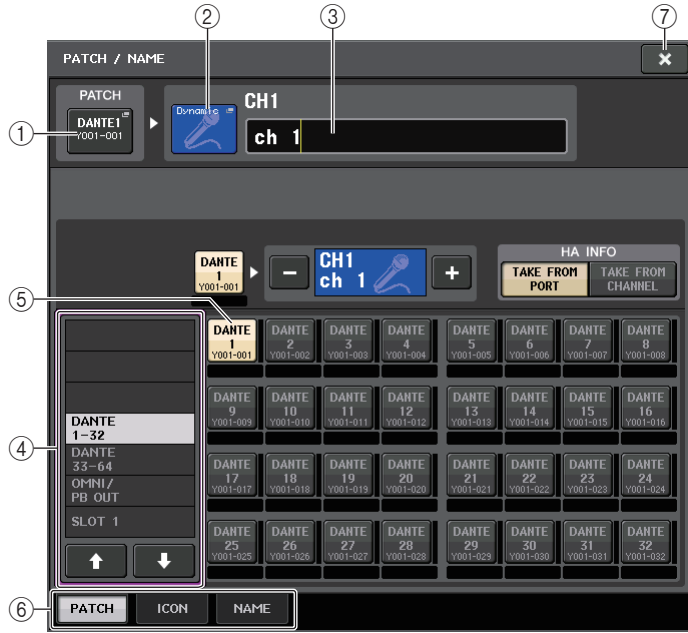 ② ③ ⑦
PATCH / NAME
PATCH
① DANTE1
Y001-001
Dynamic
CH1
ch 1
DANTE
1
Y001-001
−
CH1
ch 1
+
HA INFO
TAKE FROM
PORT
TAKE FROM
CHANNEL
⑤
④
DANTE
1-32
DANTE
33-64
OMNI/
PB OUT
SLOT 1
DANTE DANTE DANTE DANTE DANTE DANTE DANTE DANTE
1 2 3 4 5 6 7 8
Y001-001 Y001-002 Y001-003 Y001-004 Y001-005 Y001-006 Y001-007 Y001-008
DANTE DANTE DANTE DANTE DANTE DANTE DANTE DANTE
9 10 11 12 13 14 15 16
Y001-009 Y001-010 Y001-011 Y001-012 Y001-013 Y001-014 Y001-015 Y001-016
DANTE DANTE DANTE DANTE DANTE DANTE DANTE DANTE
17 18 19 20 21 22 23 24
Y001-017 Y001-018 Y001-019 Y001-020 Y001-021 Y001-022 Y001-023 Y001-024
DANTE DANTE DANTE DANTE DANTE DANTE DANTE DANTE
25 26 27 28 29 30 31 32
Y001-025 Y001-026 Y001-027 Y001-028 Y001-029 Y001-030 Y001-031 Y001-032
⑥ PATCH ICON NAME